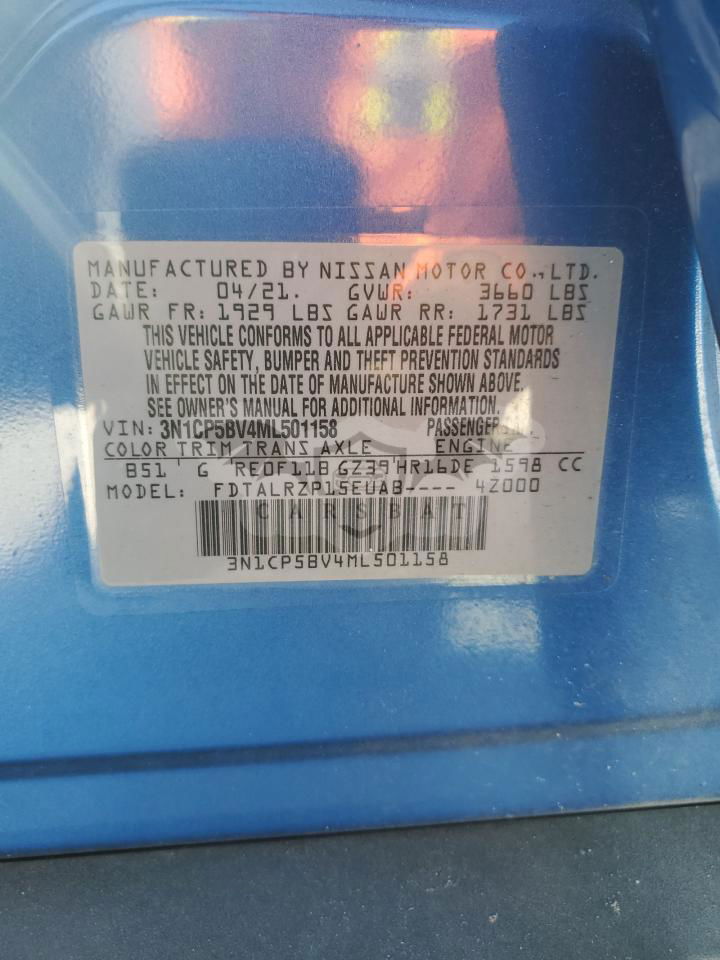 MANUFACTURED BY NISSAN MOTOR CO., LTD.
DATE: 04/21. GVWR: 3660 LBS
GAWR FR: 1929 LBS GAWR RR: 1731 LBS
THIS VEHICLE CONFORMS TO ALL APPLICABLE FEDERAL MOTOR
VEHICLE SAFETY, BUMPER AND THEFT PREVENTION STANDARDS
IN EFFECT ON THE DATE OF MANUFACTURE SHOWN ABOVE.
SEE OWNER'S MANUAL FOR ADDITIONAL INFORMATION.
VIN: 3N1CP5BV4ML501158 PASSENGER
COLOR TRIM TRANS AXLE ENGINE
B51 G RE0F11B GZ39 HR16DE 1598 CC
MODEL: FDTALRZP15EUAB---- 4Z000
CARSBAT
3N1CP5BV4ML501158